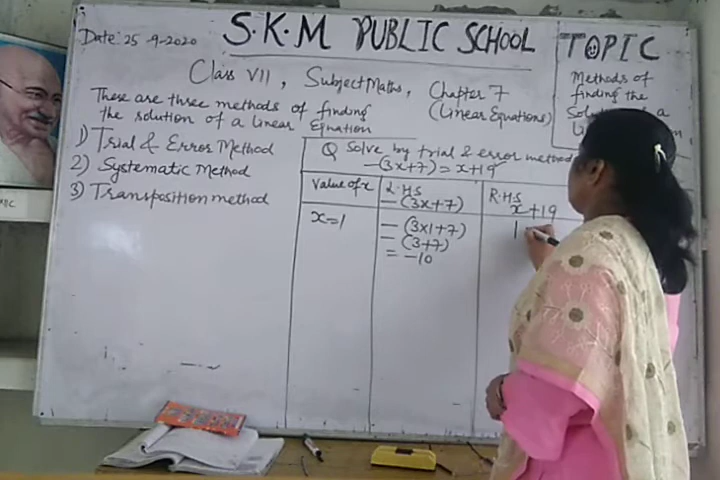 Date: 25-9-2020
S.K.M PUBLIC SCHOOL
Class VII, Subject Maths, Chapter 7
(Linear Equations)
TOPIC
Methods of
finding the
These are three methods of finding
the solution of a Linear Equation
1) Trial & Error Method
2) Systematic Method
3) Transposition method
Q Solve by trial & error method
-(3x+7) = x+19
Value of x
L.H.S
-(3x+7)
R.H.S
x+19
x=1
- (3x1+7)
- (3+7)
= -10
1